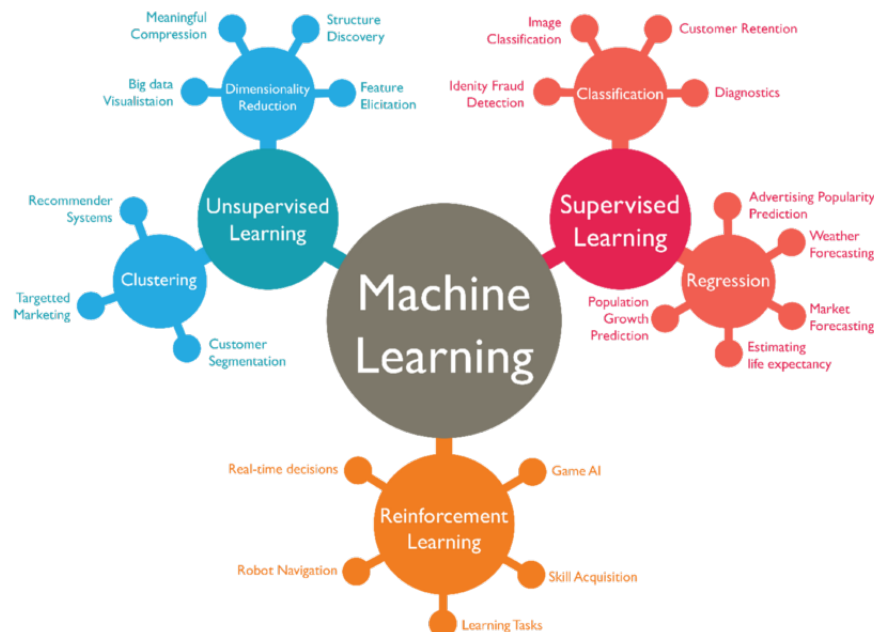 Meaningful
Compression
Structure
Discovery
Big data
Visualistaion
Dimensionality
Reduction
Feature
Elicitation
Image
Classification
Customer Retention
Idenity Fraud
Detection
Classification
Diagnostics
Unsupervised
Learning
Supervised
Learning
Recommender
Systems
Clustering
Targetted
Marketing
Customer
Segmentation
Machine
Learning
Advertising Popularity
Prediction
Weather
Forecasting
Regression
Population
Growth
Prediction
Market
Forecasting
Estimating
life expectancy
Real-time decisions
Game AI
Reinforcement
Learning
Robot Navigation
Skill Acquisition
Learning Tasks